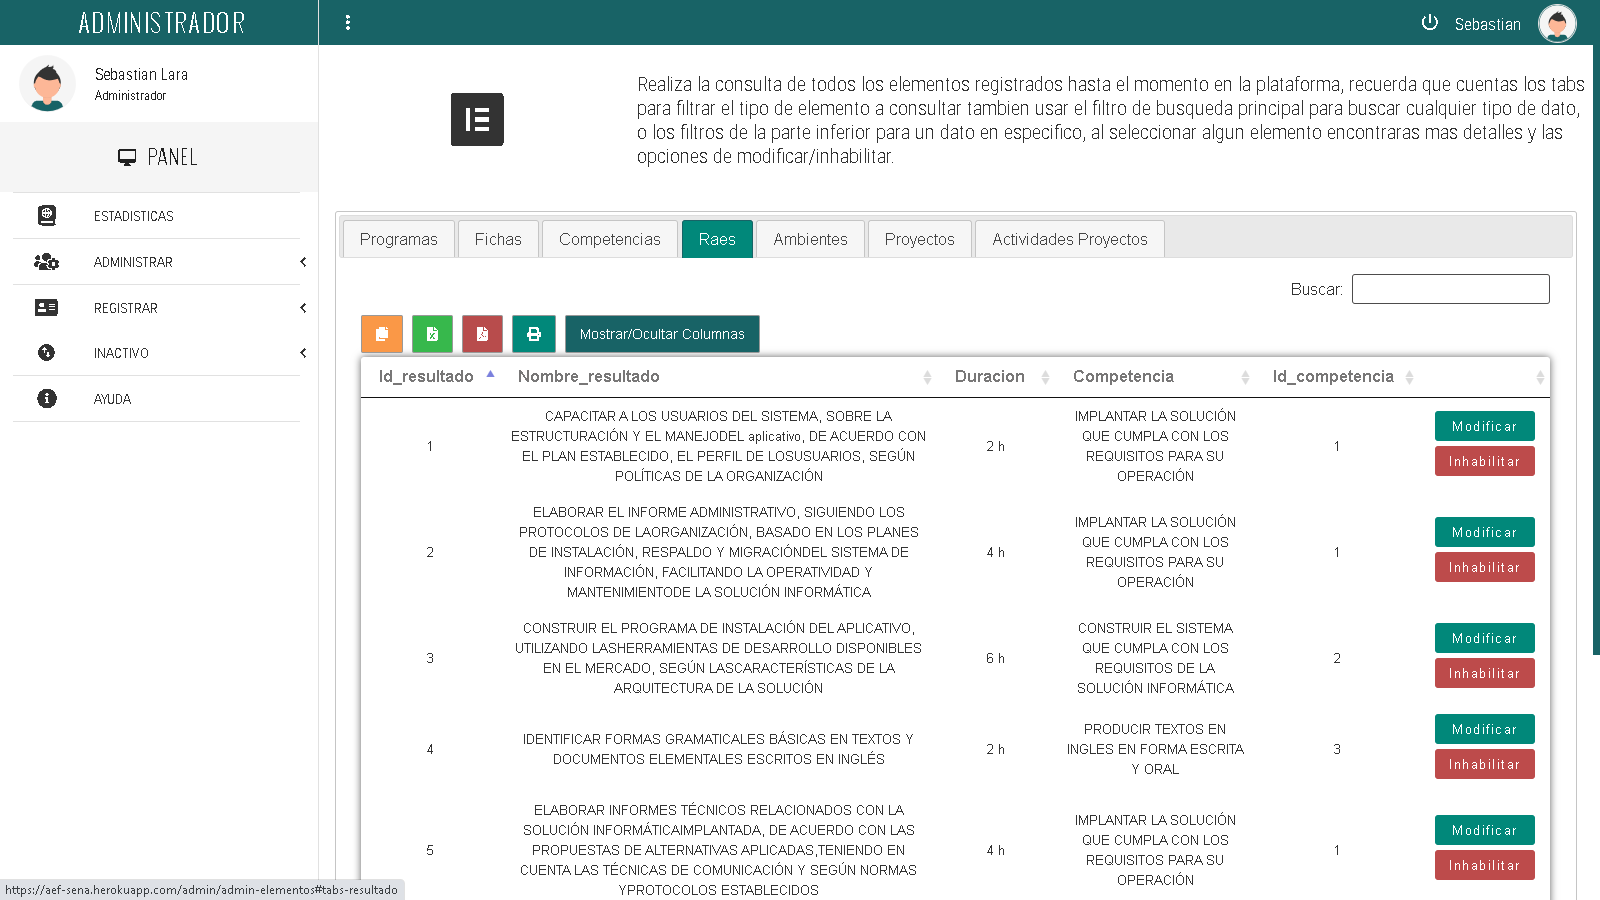 ADMINISTRADOR
Sebastian
Sebastian Lara
Administrador
PANEL
ESTADISTICAS
ADMINISTRAR
REGISTRAR
INACTIVO
AYUDA
Realiza la consulta de todos los elementos registrados hasta el momento en la plataforma, recuerda que cuentas los tabs
para filtrar el tipo de elemento a consultar tambien usar el filtro de busqueda principal para buscar cualquier tipo de dato,
o los filtros de la parte inferior para un dato en especifico, al seleccionar algun elemento encontraras mas detalles y las
opciones de modificar/inhabilitar.
Programas Fichas Competencias Raes Ambientes Proyectos Actividades Proyectos
Buscar:
Mostrar/Ocultar Columnas
Id_resultado Nombre_resultado Duracion Competencia Id_competencia
1
CAPACITAR A LOS USUARIOS DEL SISTEMA, SOBRE LA
ESTRUCTURACIÓN Y EL MANEJODEL aplicativo, DE ACUERDO CON
EL PLAN ESTABLECIDO, EL PERFIL DE LOSUSUARIOS, SEGÚN
POLÍTICAS DE LA ORGANIZACIÓN
2 h
IMPLANTAR LA SOLUCIÓN
QUE CUMPLA CON LOS
REQUISITOS PARA SU
OPERACIÓN
1
Modificar
Inhabilitar
2
ELABORAR EL INFORME ADMINISTRATIVO, SIGUIENDO LOS
PROTOCOLOS DE LAORGANIZACIÓN, BASADO EN LOS PLANES
DE INSTALACIÓN, RESPALDO Y MIGRACIÓNDEL SISTEMA DE
INFORMACIÓN, FACILITANDO LA OPERATIVIDAD Y
MANTENIMIENTODE LA SOLUCIÓN INFORMÁTICA
4 h
IMPLANTAR LA SOLUCIÓN
QUE CUMPLA CON LOS
REQUISITOS PARA SU
OPERACIÓN
1
Modificar
Inhabilitar
3
CONSTRUIR EL PROGRAMA DE INSTALACIÓN DEL APLICATIVO,
UTILIZANDO LASHERRAMIENTAS DE DESARROLLO DISPONIBLES
EN EL MERCADO, SEGÚN LASCARACTERÍSTICAS DE LA
ARQUITECTURA DE LA SOLUCIÓN
6 h
CONSTRUIR EL SISTEMA
QUE CUMPLA CON LOS
REQUISITOS DE LA
SOLUCIÓN INFORMÁTICA
2
Modificar
Inhabilitar
4
IDENTIFICAR FORMAS GRAMATICALES BÁSICAS EN TEXTOS Y
DOCUMENTOS ELEMENTALES ESCRITOS EN INGLÉS
2 h
PRODUCIR TEXTOS EN
INGLES EN FORMA ESCRITA
Y ORAL
3
Modificar
Inhabilitar
5
ELABORAR INFORMES TÉCNICOS RELACIONADOS CON LA
SOLUCIÓN INFORMÁTICAIMPLANTADA, DE ACUERDO CON LAS
PROPUESTAS DE ALTERNATIVAS APLICADAS,TENIENDO EN
CUENTA LAS TÉCNICAS DE COMUNICACIÓN Y SEGÚN NORMAS
YPROTOCOLOS ESTABLECIDOS
4 h
IMPLANTAR LA SOLUCIÓN
QUE CUMPLA CON LOS
REQUISITOS PARA SU
OPERACIÓN
1
Modificar
Inhabilitar
https://aef-sena.herokuapp.com/admin/admin-elementos#tabs-resultado